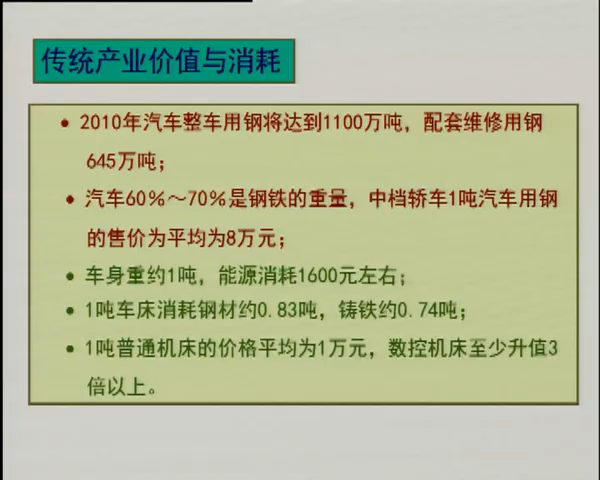 传统产业价值与消耗
• 2010年汽车整车用钢将达到1100万吨，配套维修用钢
645万吨；
• 汽车60%～70%是钢铁的重量，中档轿车1吨汽车用钢
的售价为平均为8万元；
• 车身重约1吨，能源消耗1600元左右；
• 1吨车床消耗钢材约0.83吨，铸铁约0.74吨；
• 1吨普通机床的价格平均为1万元，数控机床至少升值3
倍以上。